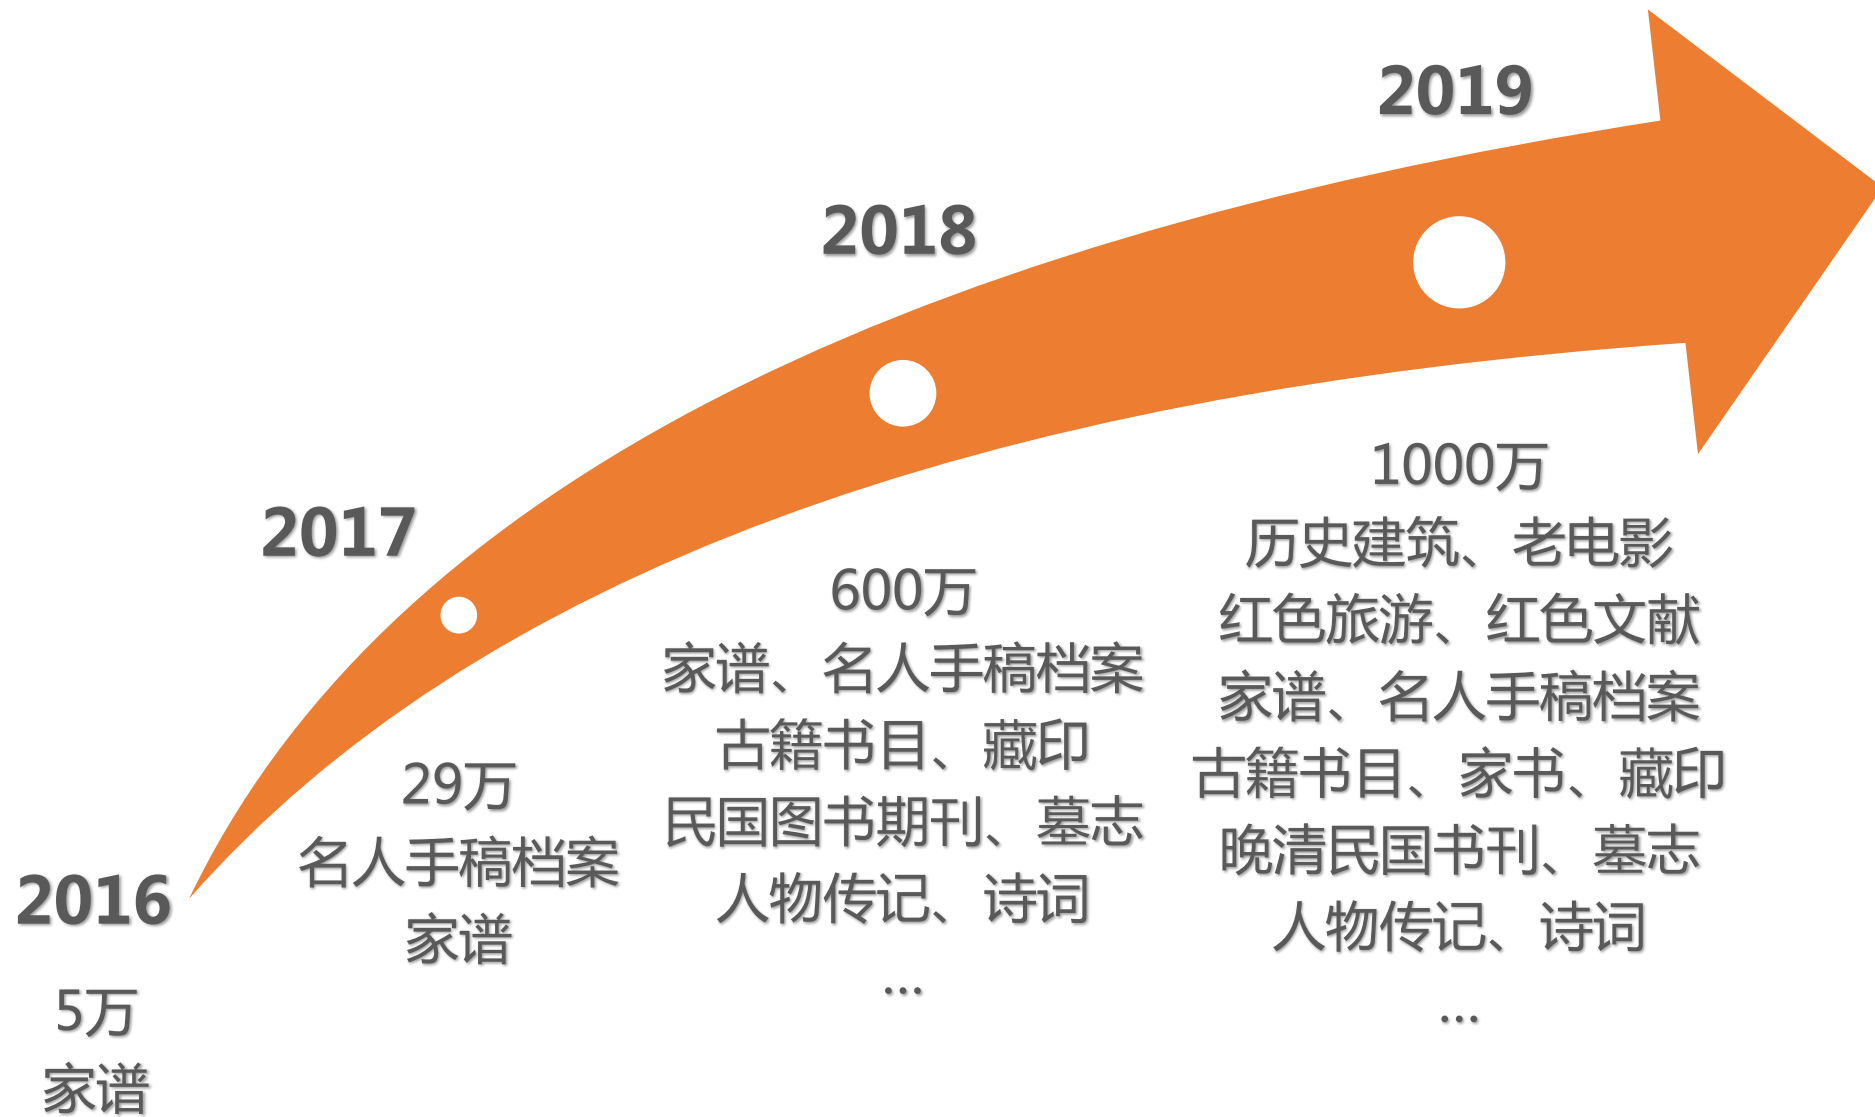 2016
5万
家谱
2017
29万
名人手稿档案
家谱
2018
600万
家谱、名人手稿档案
古籍书目、藏印
民国图书期刊、墓志
人物传记、诗词
...
2019
1000万
历史建筑、老电影
红色旅游、红色文献
家谱、名人手稿档案
古籍书目、家书、藏印
晚清民国书刊、墓志
人物传记、诗词
...